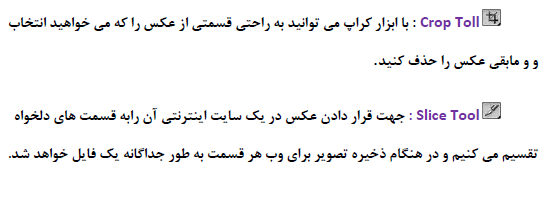 Crop Toll : با ابزار کراپ می توانید به راحتی قسمتی از عکس را که می خواهید انتخاب
و و مابقی عکس را حذف کنید.
Slice Tool : جهت قرار دادن عکس در یک سایت اینترنتی آن رابه قسمت های دلخواه
تقسیم می کنیم و در هنگام ذخیره تصویر برای وب هر قسمت به طور جداگانه یک فایل خواهد شد.